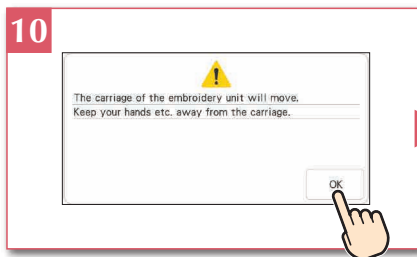 10
The carriage of the embroidery unit will move.
Keep your hands etc. away from the carriage.
OK